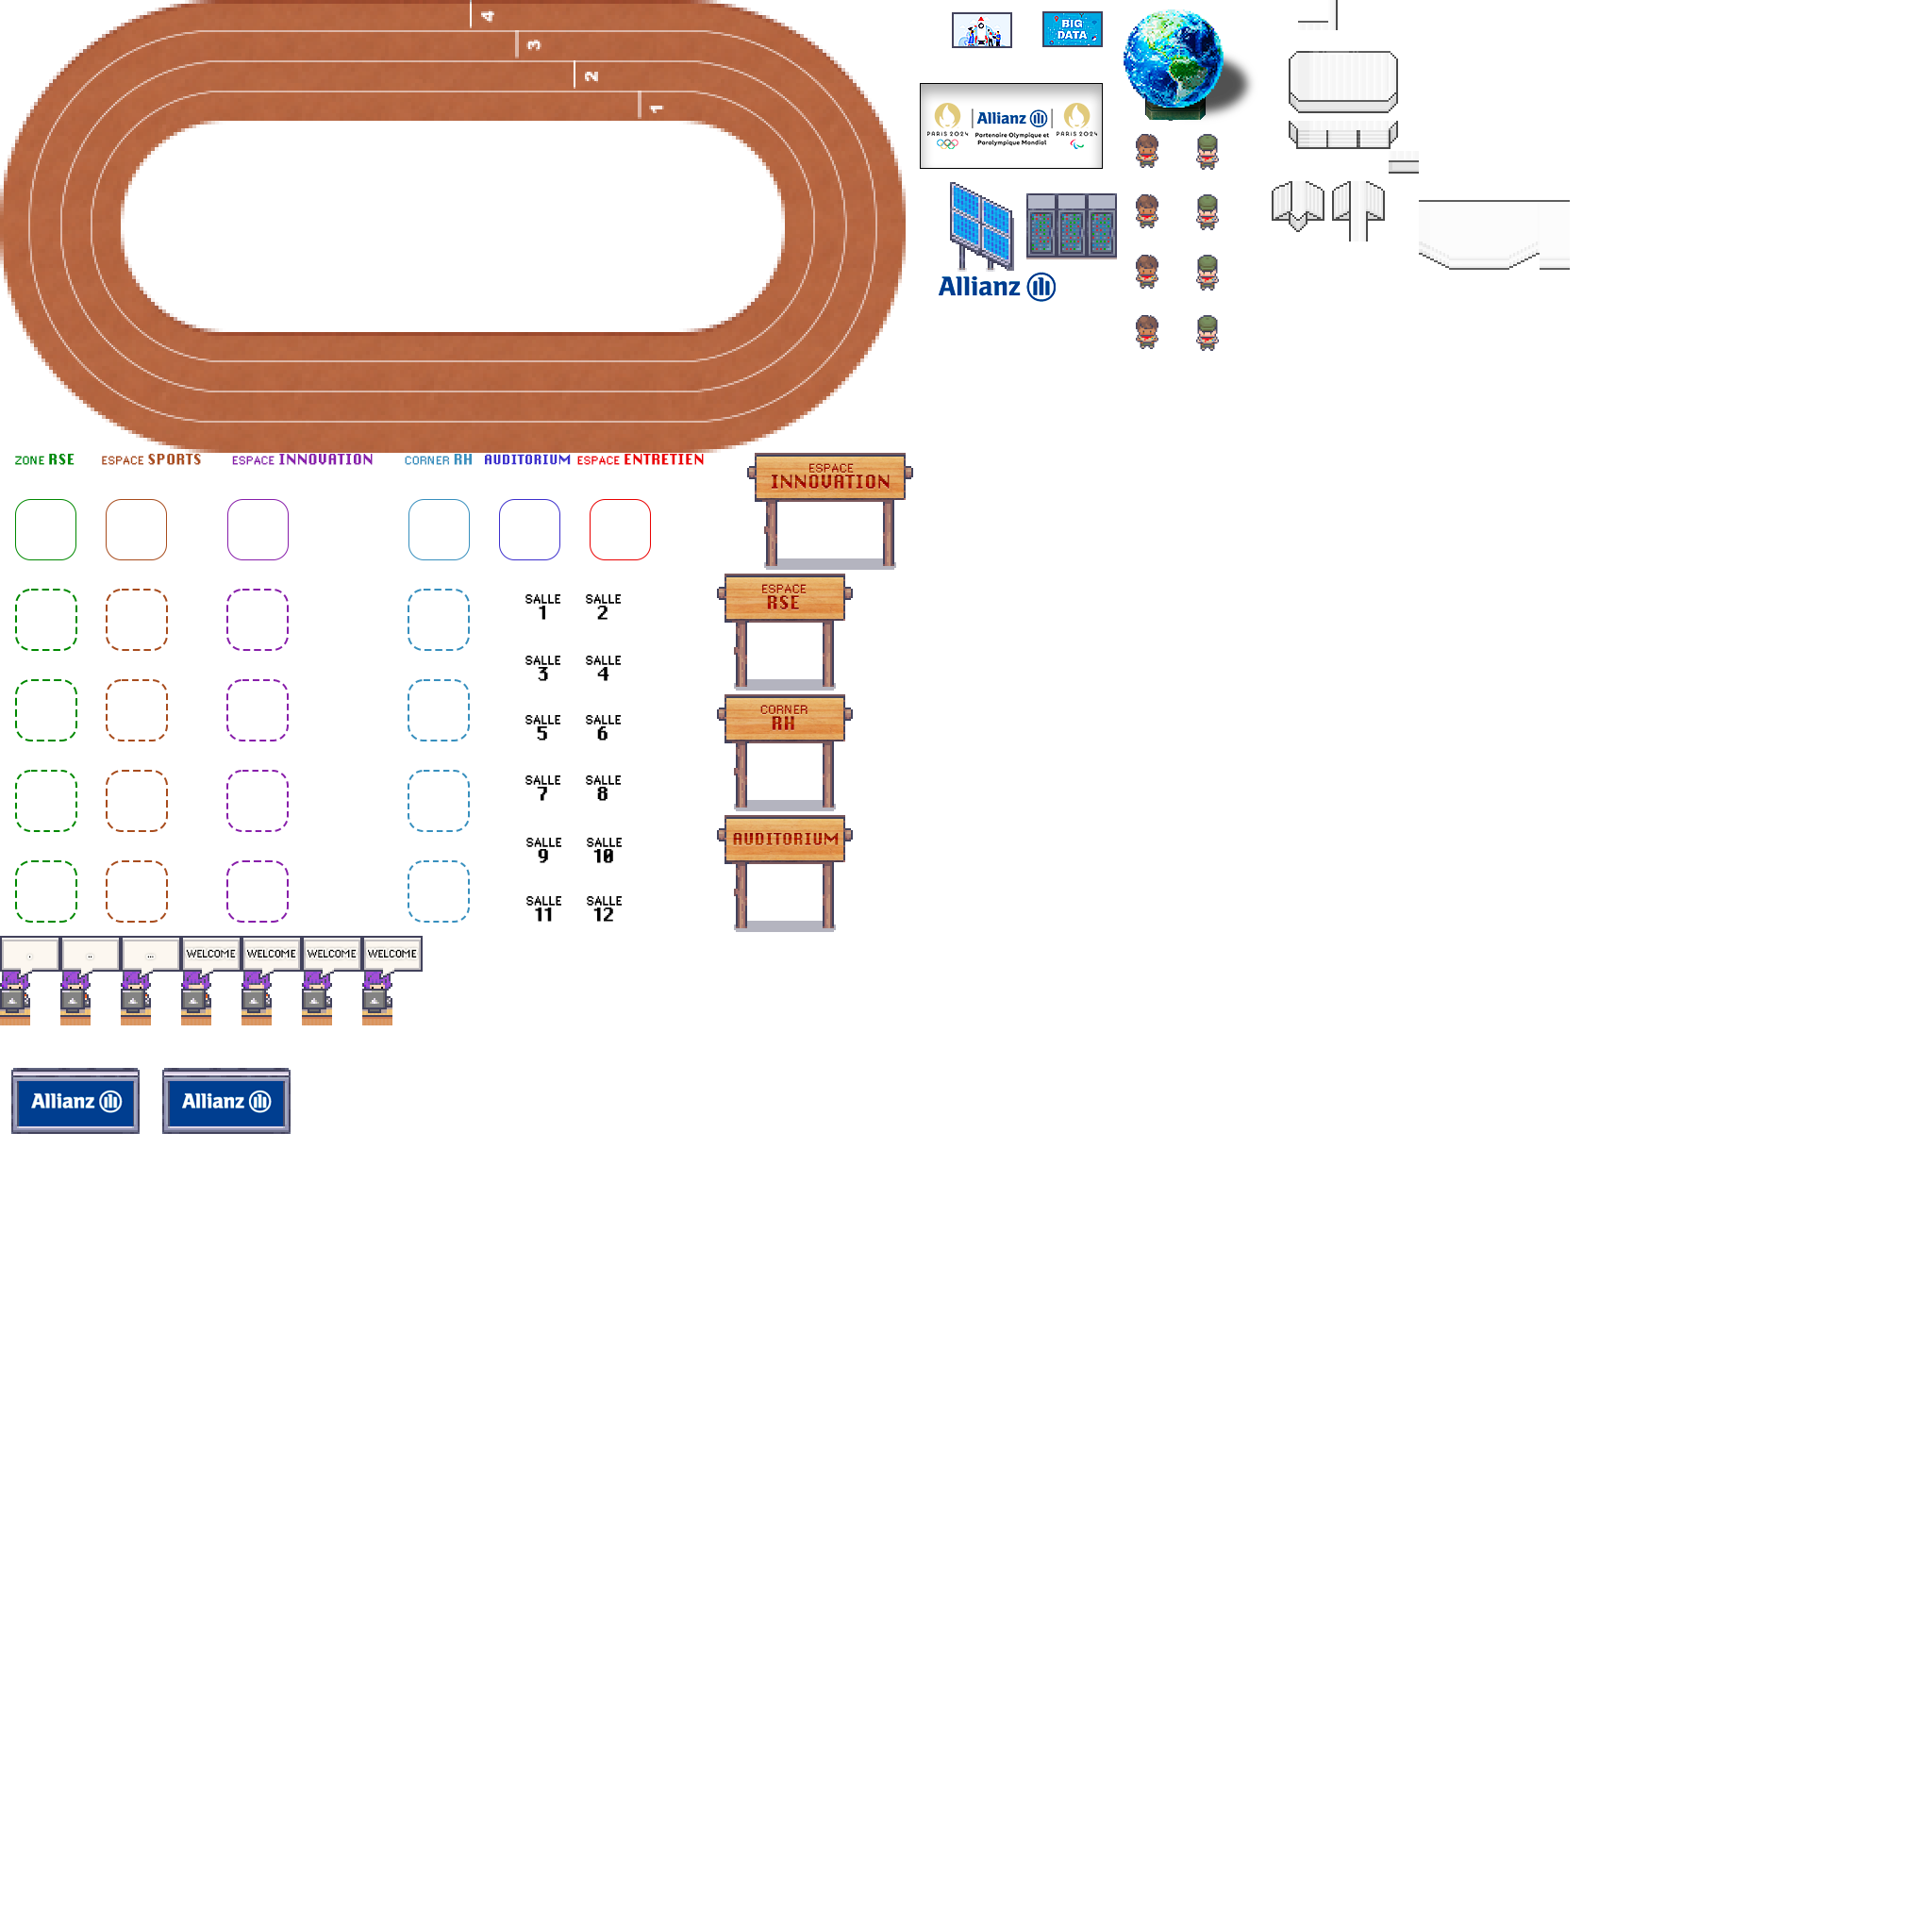 4
3
2
1
BIG
DATA
Allianz
PARIS 2024
Partenaire Olympique et
Paralympique Mondial
PARIS 2024
Allianz
ZONE RSE
ESPACE SPORTS
ESPACE INNOVATION
CORNER RH
AUDITORIUM
ESPACE ENTRETIEN
ESPACE
INNOVATION
ESPACE
RSE
CORNER
RH
AUDITORIUM
SALLE
1
SALLE
2
SALLE
3
SALLE
4
SALLE
5
SALLE
6
SALLE
7
SALLE
8
SALLE
9
SALLE
10
SALLE
11
SALLE
12
.
..
...
WELCOME
WELCOME
WELCOME
WELCOME
Allianz
Allianz